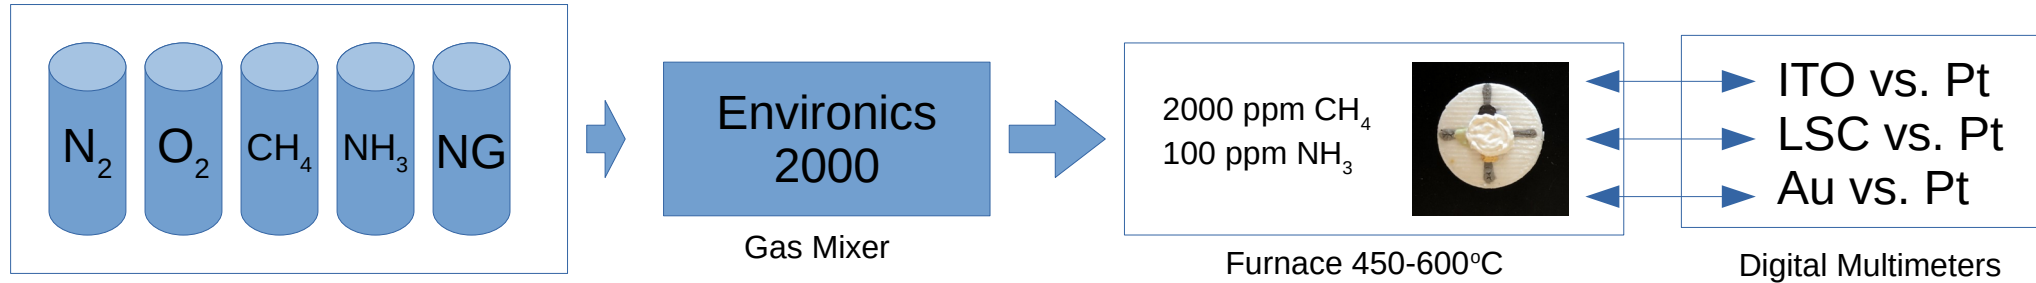 N₂
O₂
CH₄
NH₃
NG
Environics
2000
Gas Mixer
2000 ppm CH₄
100 ppm NH₃
Furnace 450-600°C
ITO vs. Pt
LSC vs. Pt
Au vs. Pt
Digital Multimeters